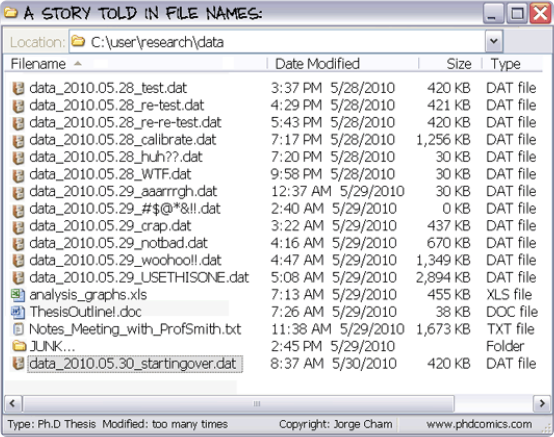 A STORY TOLD IN FILE NAMES:
Location: C:\user\research\data
Filename Date Modified Size Type
data_2010.05.28_test.dat 3:37 PM 5/28/2010 420 KB DAT file
data_2010.05.28_re-test.dat 4:29 PM 5/28/2010 421 KB DAT file
data_2010.05.28_re-re-test.dat 5:43 PM 5/28/2010 420 KB DAT file
data_2010.05.28_calibrate.dat 7:17 PM 5/28/2010 1,256 KB DAT file
data_2010.05.28_huh??.dat 7:20 PM 5/28/2010 30 KB DAT file
data_2010.05.28_WTF.dat 9:58 PM 5/28/2010 30 KB DAT file
data_2010.05.29_aaarrrgh.dat 12:37 AM 5/29/2010 30 KB DAT file
data_2010.05.29_#$@*&!!.dat 2:40 AM 5/29/2010 0 KB DAT file
data_2010.05.29_crap.dat 3:22 AM 5/29/2010 437 KB DAT file
data_2010.05.29_notbad.dat 4:16 AM 5/29/2010 670 KB DAT file
data_2010.05.29_woohoo!!.dat 4:47 AM 5/29/2010 1,349 KB DAT file
data_2010.05.29_USETHISONE.dat 5:08 AM 5/29/2010 2,894 KB DAT file
analysis_graphs.xls 7:13 AM 5/29/2010 455 KB XLS file
ThesisOutline!.doc 7:26 AM 5/29/2010 38 KB DOC file
Notes_Meeting_with_ProfSmith.txt 11:38 AM 5/29/2010 1,673 KB TXT file
JUNK... 2:45 PM 5/29/2010 Folder
data_2010.05.30_startingover.dat 8:37 AM 5/30/2010 420 KB DAT file
Type: Ph.D Thesis Modified: too many times Copyright: Jorge Cham www.phdcomics.com